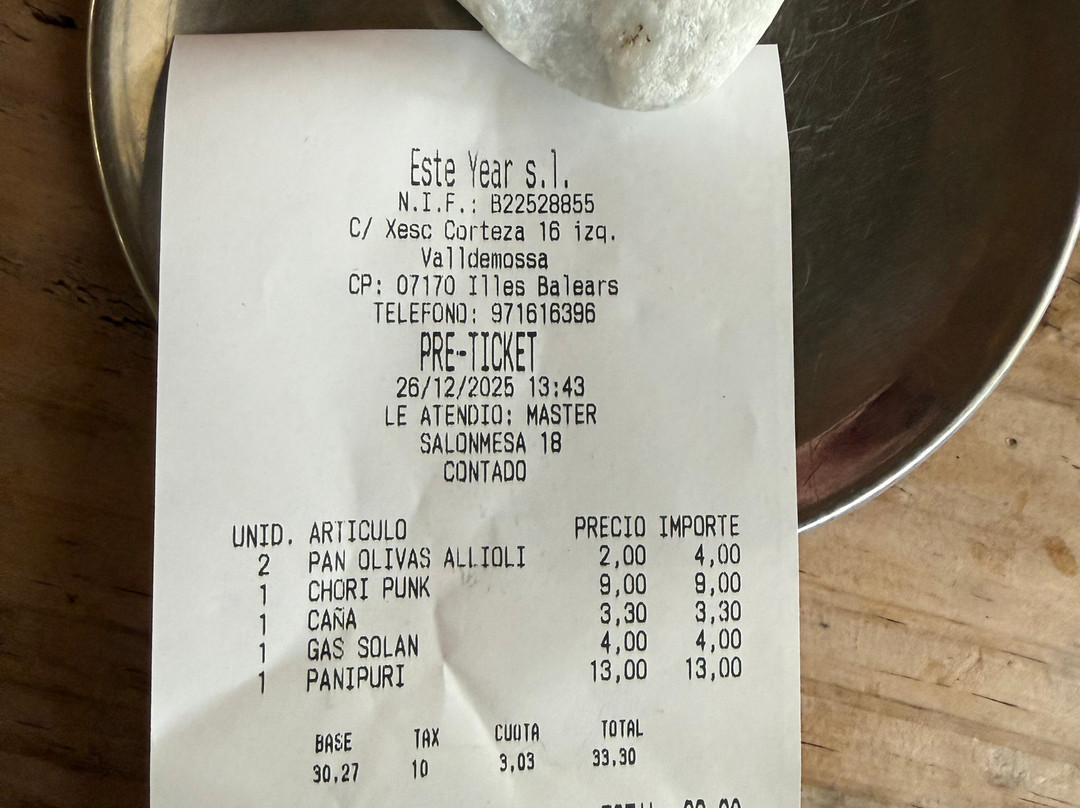 Este Year s.l.
N.I.F.: B22528855
C/ Xesc Corteza 16 izq.
Valldemossa
CP: 07170 Illes Balears
TELEFONO: 971616396
PRE-TICKET
26/12/2025 13:43
LE ATENDIO: MASTER
SALONMESA 18
CONTADO
UNID. ARTICULO PRECIO IMPORTE
2 PAN OLIVAS ALLIOLI 2,00 4,00
1 CHORI PUNK 9,00 9,00
1 CAÑA 3,30 3,30
1 GAS SOLAN 4,00 4,00
1 PANIPURI 13,00 13,00
BASE TAX CUOTA TOTAL
30,27 10 3,03 33,30